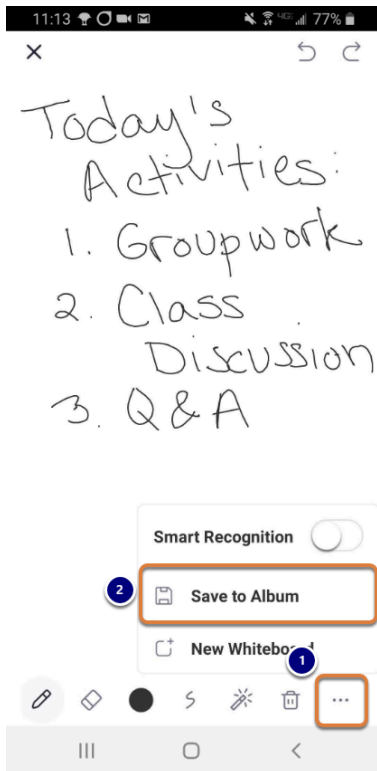 11:13 77%
Today's
Activities:
1. Groupwork
2. Class
Discussion
3. Q & A
Smart Recognition
2
Save to Album
New Whiteboard
1